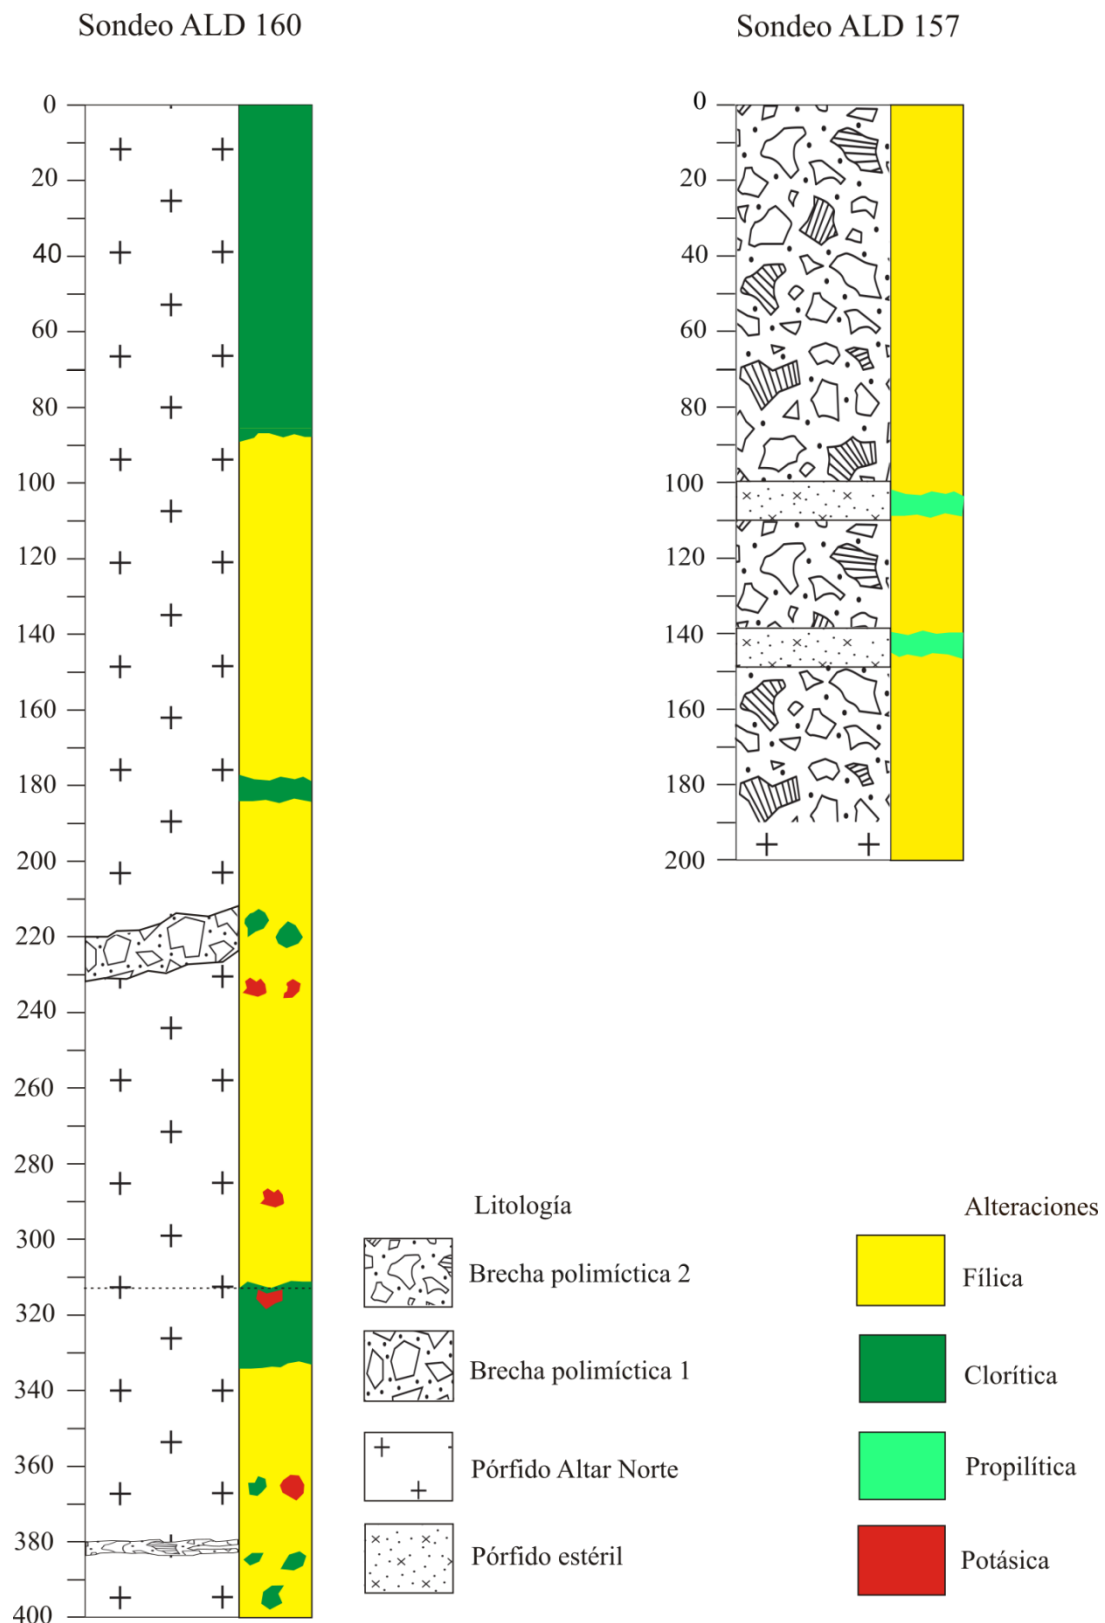 Sondeo ALD 160
Sondeo ALD 157
0
20
40
60
80
100
120
140
160
180
200
220
240
260
280
300
320
340
360
380
400
0
20
40
60
80
100
120
140
160
180
200
Litología
Brecha polimíctica 2
Brecha polimíctica 1
Pórfido Altar Norte
Pórfido estéril
Alteraciones
Fílica
Clorítica
Propilítica
Potásica